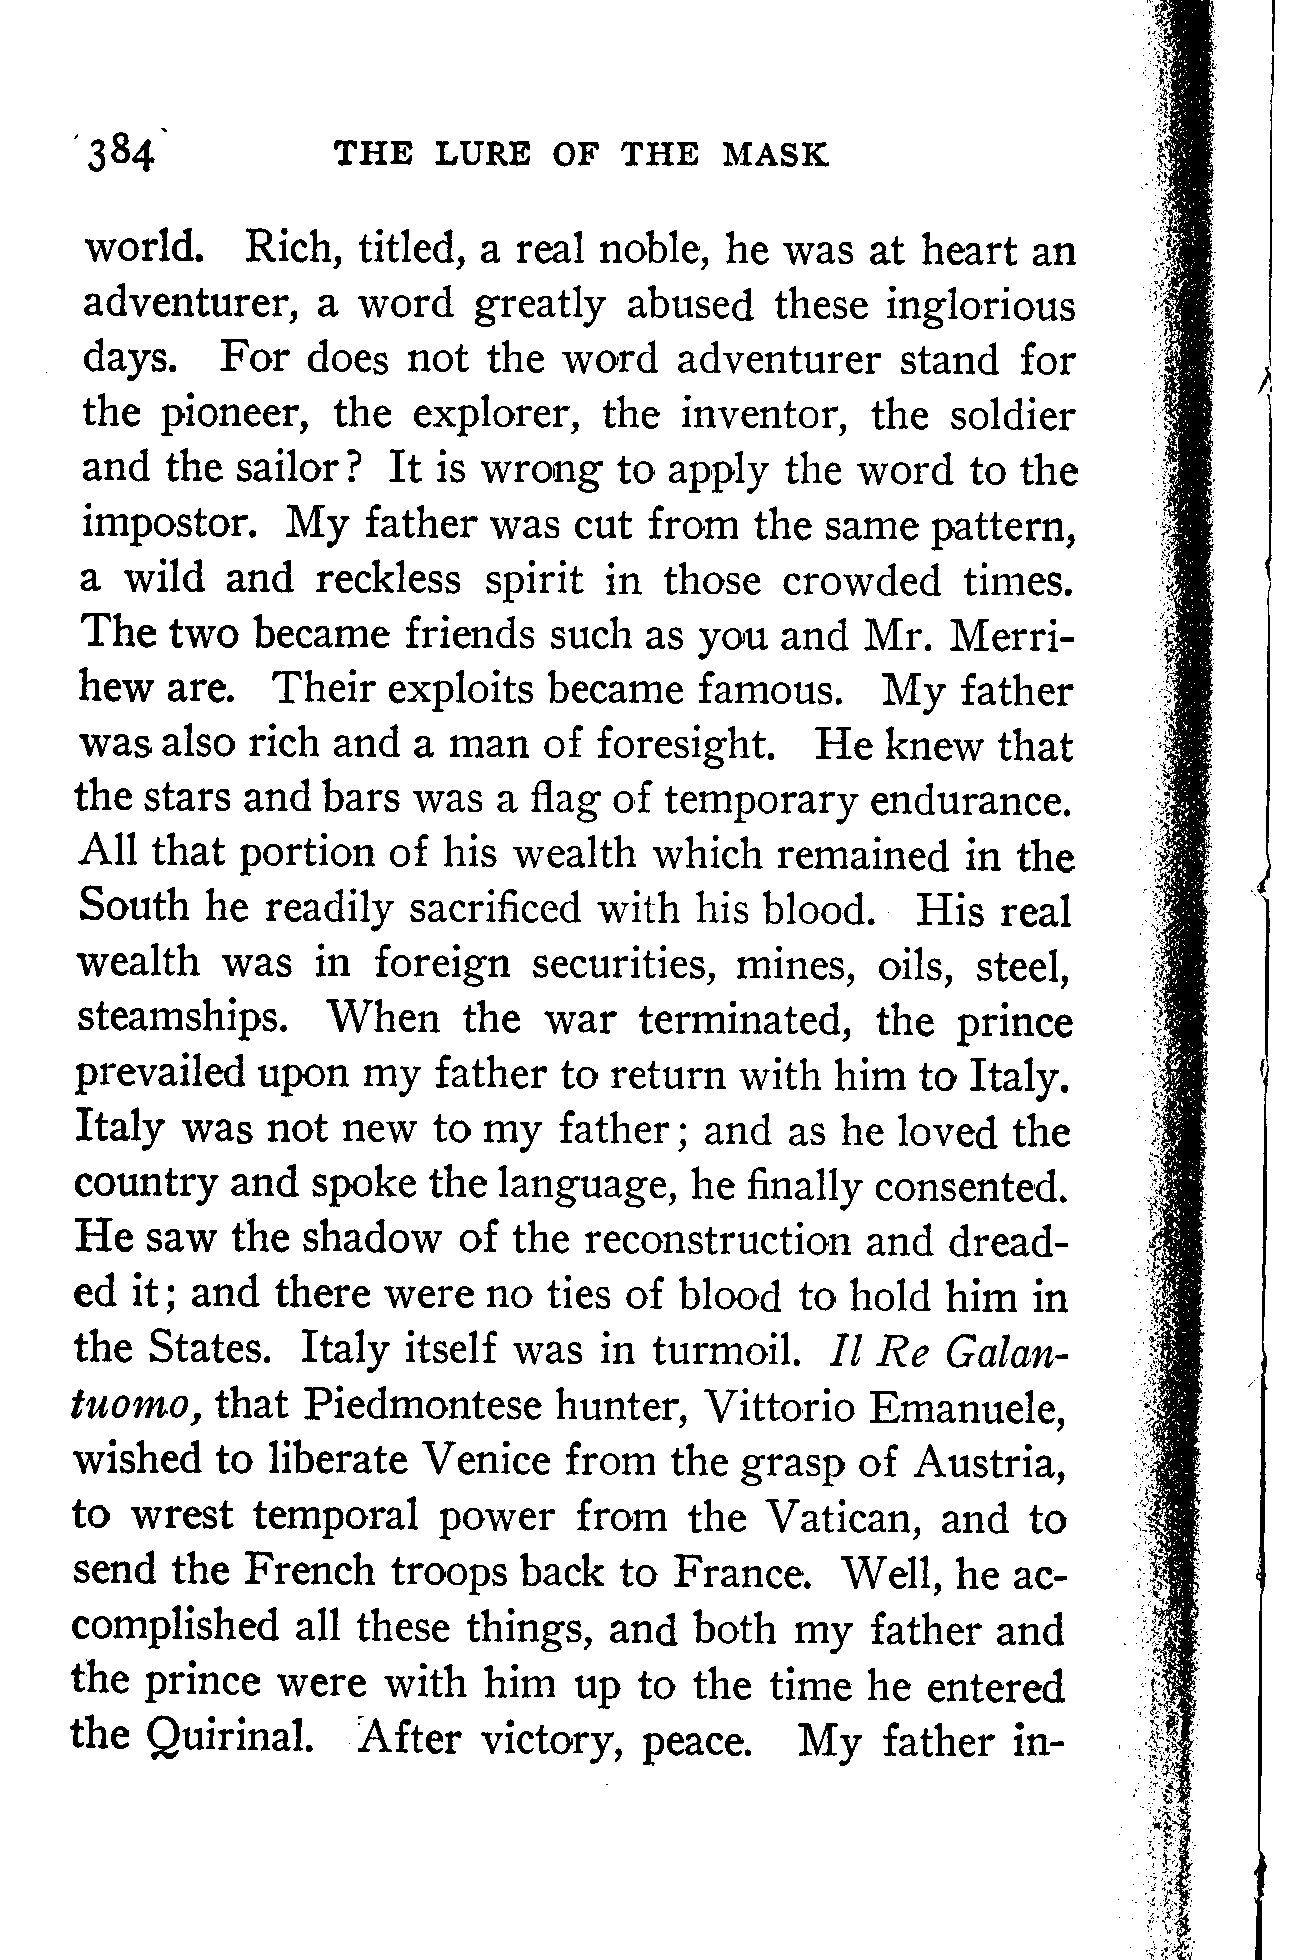 384 THE LURE OF THE MASK
world. Rich, titled, a real noble, he was at heart an
adventurer, a word greatly abused these inglorious
days. For does not the word adventurer stand for
the pioneer, the explorer, the inventor, the soldier
and the sailor? It is wrong to apply the word to the
impostor. My father was cut from the same pattern,
a wild and reckless spirit in those crowded times.
The two became friends such as you and Mr. Merri-
hew are. Their exploits became famous. My father
was also rich and a man of foresight. He knew that
the stars and bars was a flag of temporary endurance.
All that portion of his wealth which remained in the
South he readily sacrificed with his blood. His real
wealth was in foreign securities, mines, oils, steel,
steamships. When the war terminated, the prince
prevailed upon my father to return with him to Italy.
Italy was not new to my father; and as he loved the
country and spoke the language, he finally consented.
He saw the shadow of the reconstruction and dread-
ed it; and there were no ties of blood to hold him in
the States. Italy itself was in turmoil. Il Re Galan-
tuomo, that Piedmontese hunter, Vittorio Emanuele,
wished to liberate Venice from the grasp of Austria,
to wrest temporal power from the Vatican, and to
send the French troops back to France. Well, he ac-
complished all these things, and both my father and
the prince were with him up to the time he entered
the Quirinal. After victory, peace. My father in-